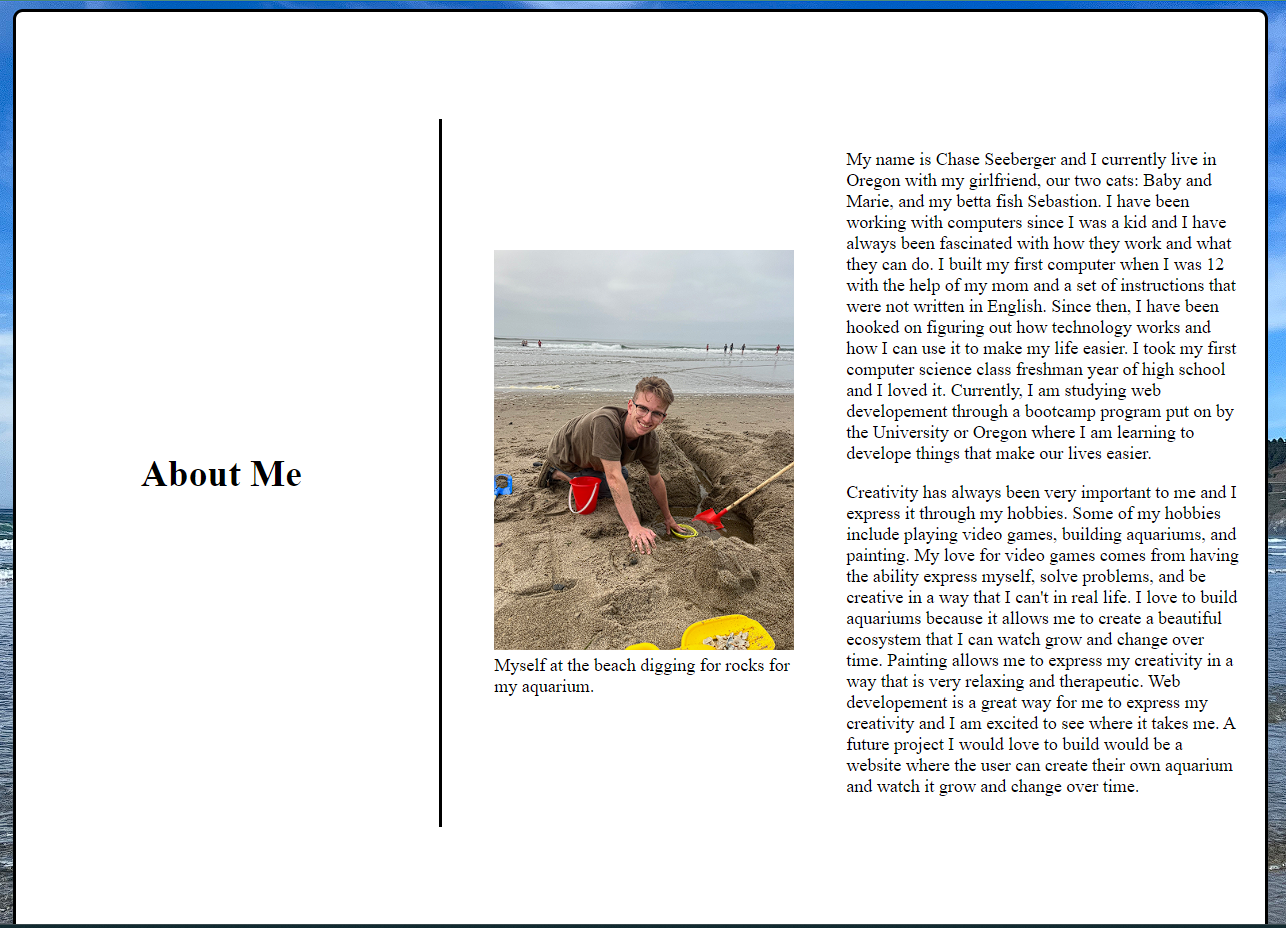 About Me
Myself at the beach digging for rocks for
my aquarium.
My name is Chase Seeberger and I currently live in
Oregon with my girlfriend, our two cats: Baby and
Marie, and my betta fish Sebastion. I have been
working with computers since I was a kid and I have
always been fascinated with how they work and what
they can do. I built my first computer when I was 12
with the help of my mom and a set of instructions that
were not written in English. Since then, I have been
hooked on figuring out how technology works and
how I can use it to make my life easier. I took my first
computer science class freshman year of high school
and I loved it. Currently, I am studying web
developement through a bootcamp program put on by
the University or Oregon where I am learning to
develope things that make our lives easier.
Creativity has always been very important to me and I
express it through my hobbies. Some of my hobbies
include playing video games, building aquariums, and
painting. My love for video games comes from having
the ability express myself, solve problems, and be
creative in a way that I can't in real life. I love to build
aquariums because it allows me to create a beautiful
ecosystem that I can watch grow and change over
time. Painting allows me to express my creativity in a
way that is very relaxing and therapeutic. Web
developement is a great way for me to express my
creativity and I am excited to see where it takes me. A
future project I would love to build would be a
website where the user can create their own aquarium
and watch it grow and change over time.